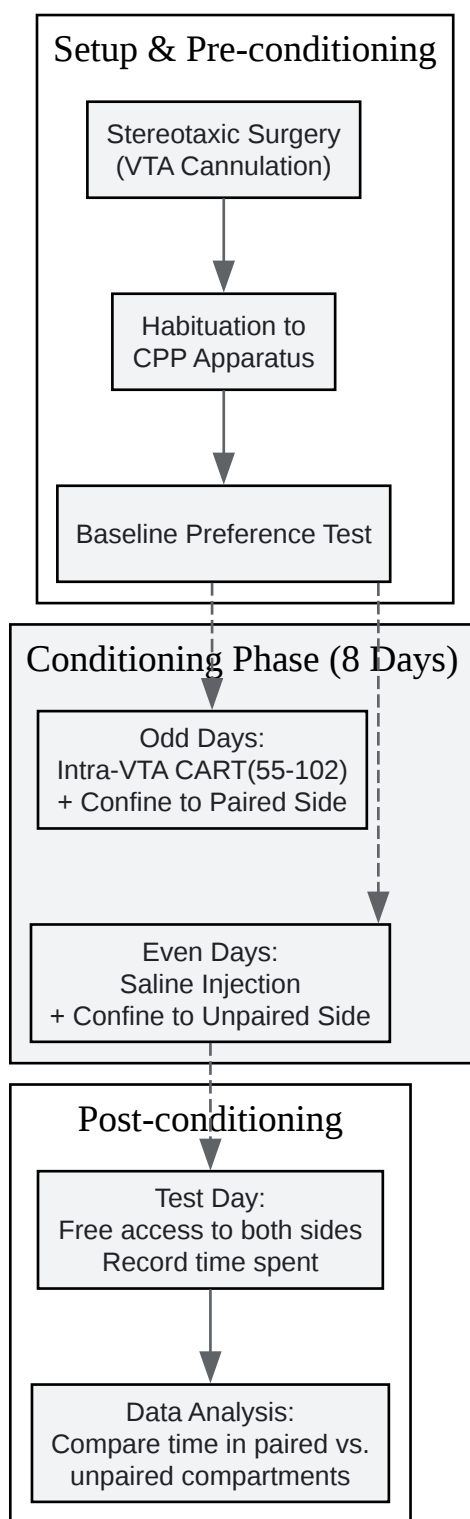 Setup & Pre-conditioning
Stereotaxic Surgery
(VTA Cannulation)
Habituation to
CPP Apparatus
Baseline Preference Test
Conditioning Phase (8 Days)
Odd Days:
Intra-VTA CART(55-102)
+ Confine to Paired Side
Even Days:
Saline Injection
+ Confine to Unpaired Side
Post-conditioning
Test Day:
Free access to both sides
Record time spent
Data Analysis:
Compare time in paired vs.
unpaired compartments